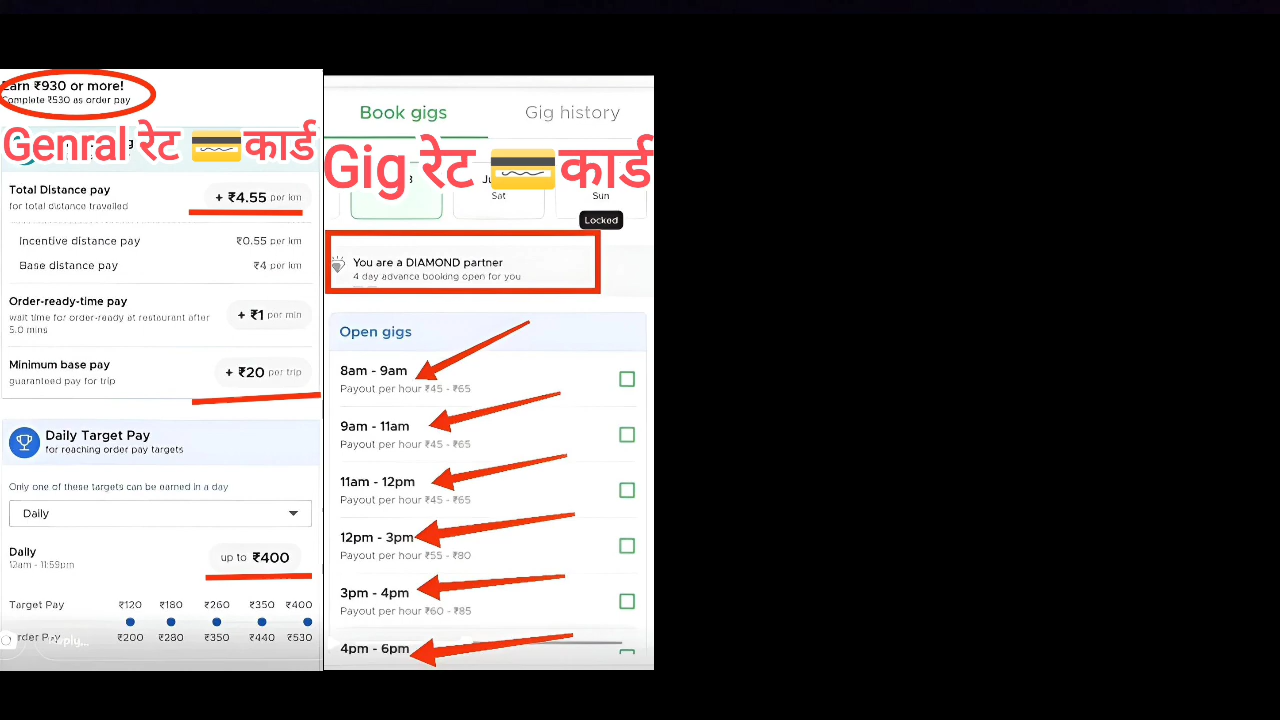 Earn ₹930 or more!
Complete ₹530 as order pay
Genral रेट 💳 कार्ड
Total Distance pay
for total distance travelled
+ ₹4.55 per km
Incentive distance pay ₹0.55 per km
Base distance pay ₹4 per km
Order-ready-time pay
wait time for order-ready at restaurant after
5.0 mins
+ ₹1 per min
Minimum base pay
guaranteed pay for trip
+ ₹20 per trip
Daily Target Pay
for reaching order pay targets
Only one of these targets can be earned in a day
Daily
Daily
12am - 11:59pm
up to ₹400
Target Pay ₹120 ₹180 ₹260 ₹350 ₹400
Order Pay ₹200 ₹280 ₹350 ₹440 ₹530
Book gigs Gig history
Gig रेट 💳 कार्ड
Sat Sun
Locked
You are a DIAMOND partner
4 day advance booking open for you
Open gigs
8am - 9am
Payout per hour ₹45 - ₹65
9am - 11am
Payout per hour ₹45 - ₹65
11am - 12pm
Payout per hour ₹45 - ₹65
12pm - 3pm
Payout per hour ₹55 - ₹80
3pm - 4pm
Payout per hour ₹60 - ₹85
4pm - 6pm